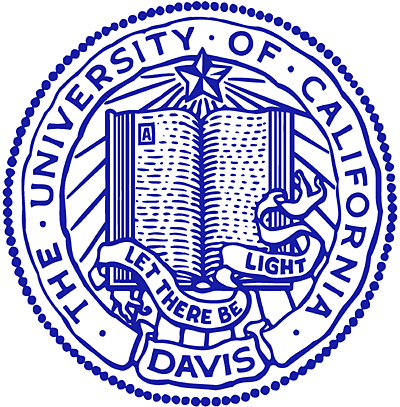 · THE · UNIVERSITY · OF · CALIFORNIA ·
A
LET THERE BE LIGHT
DAVIS